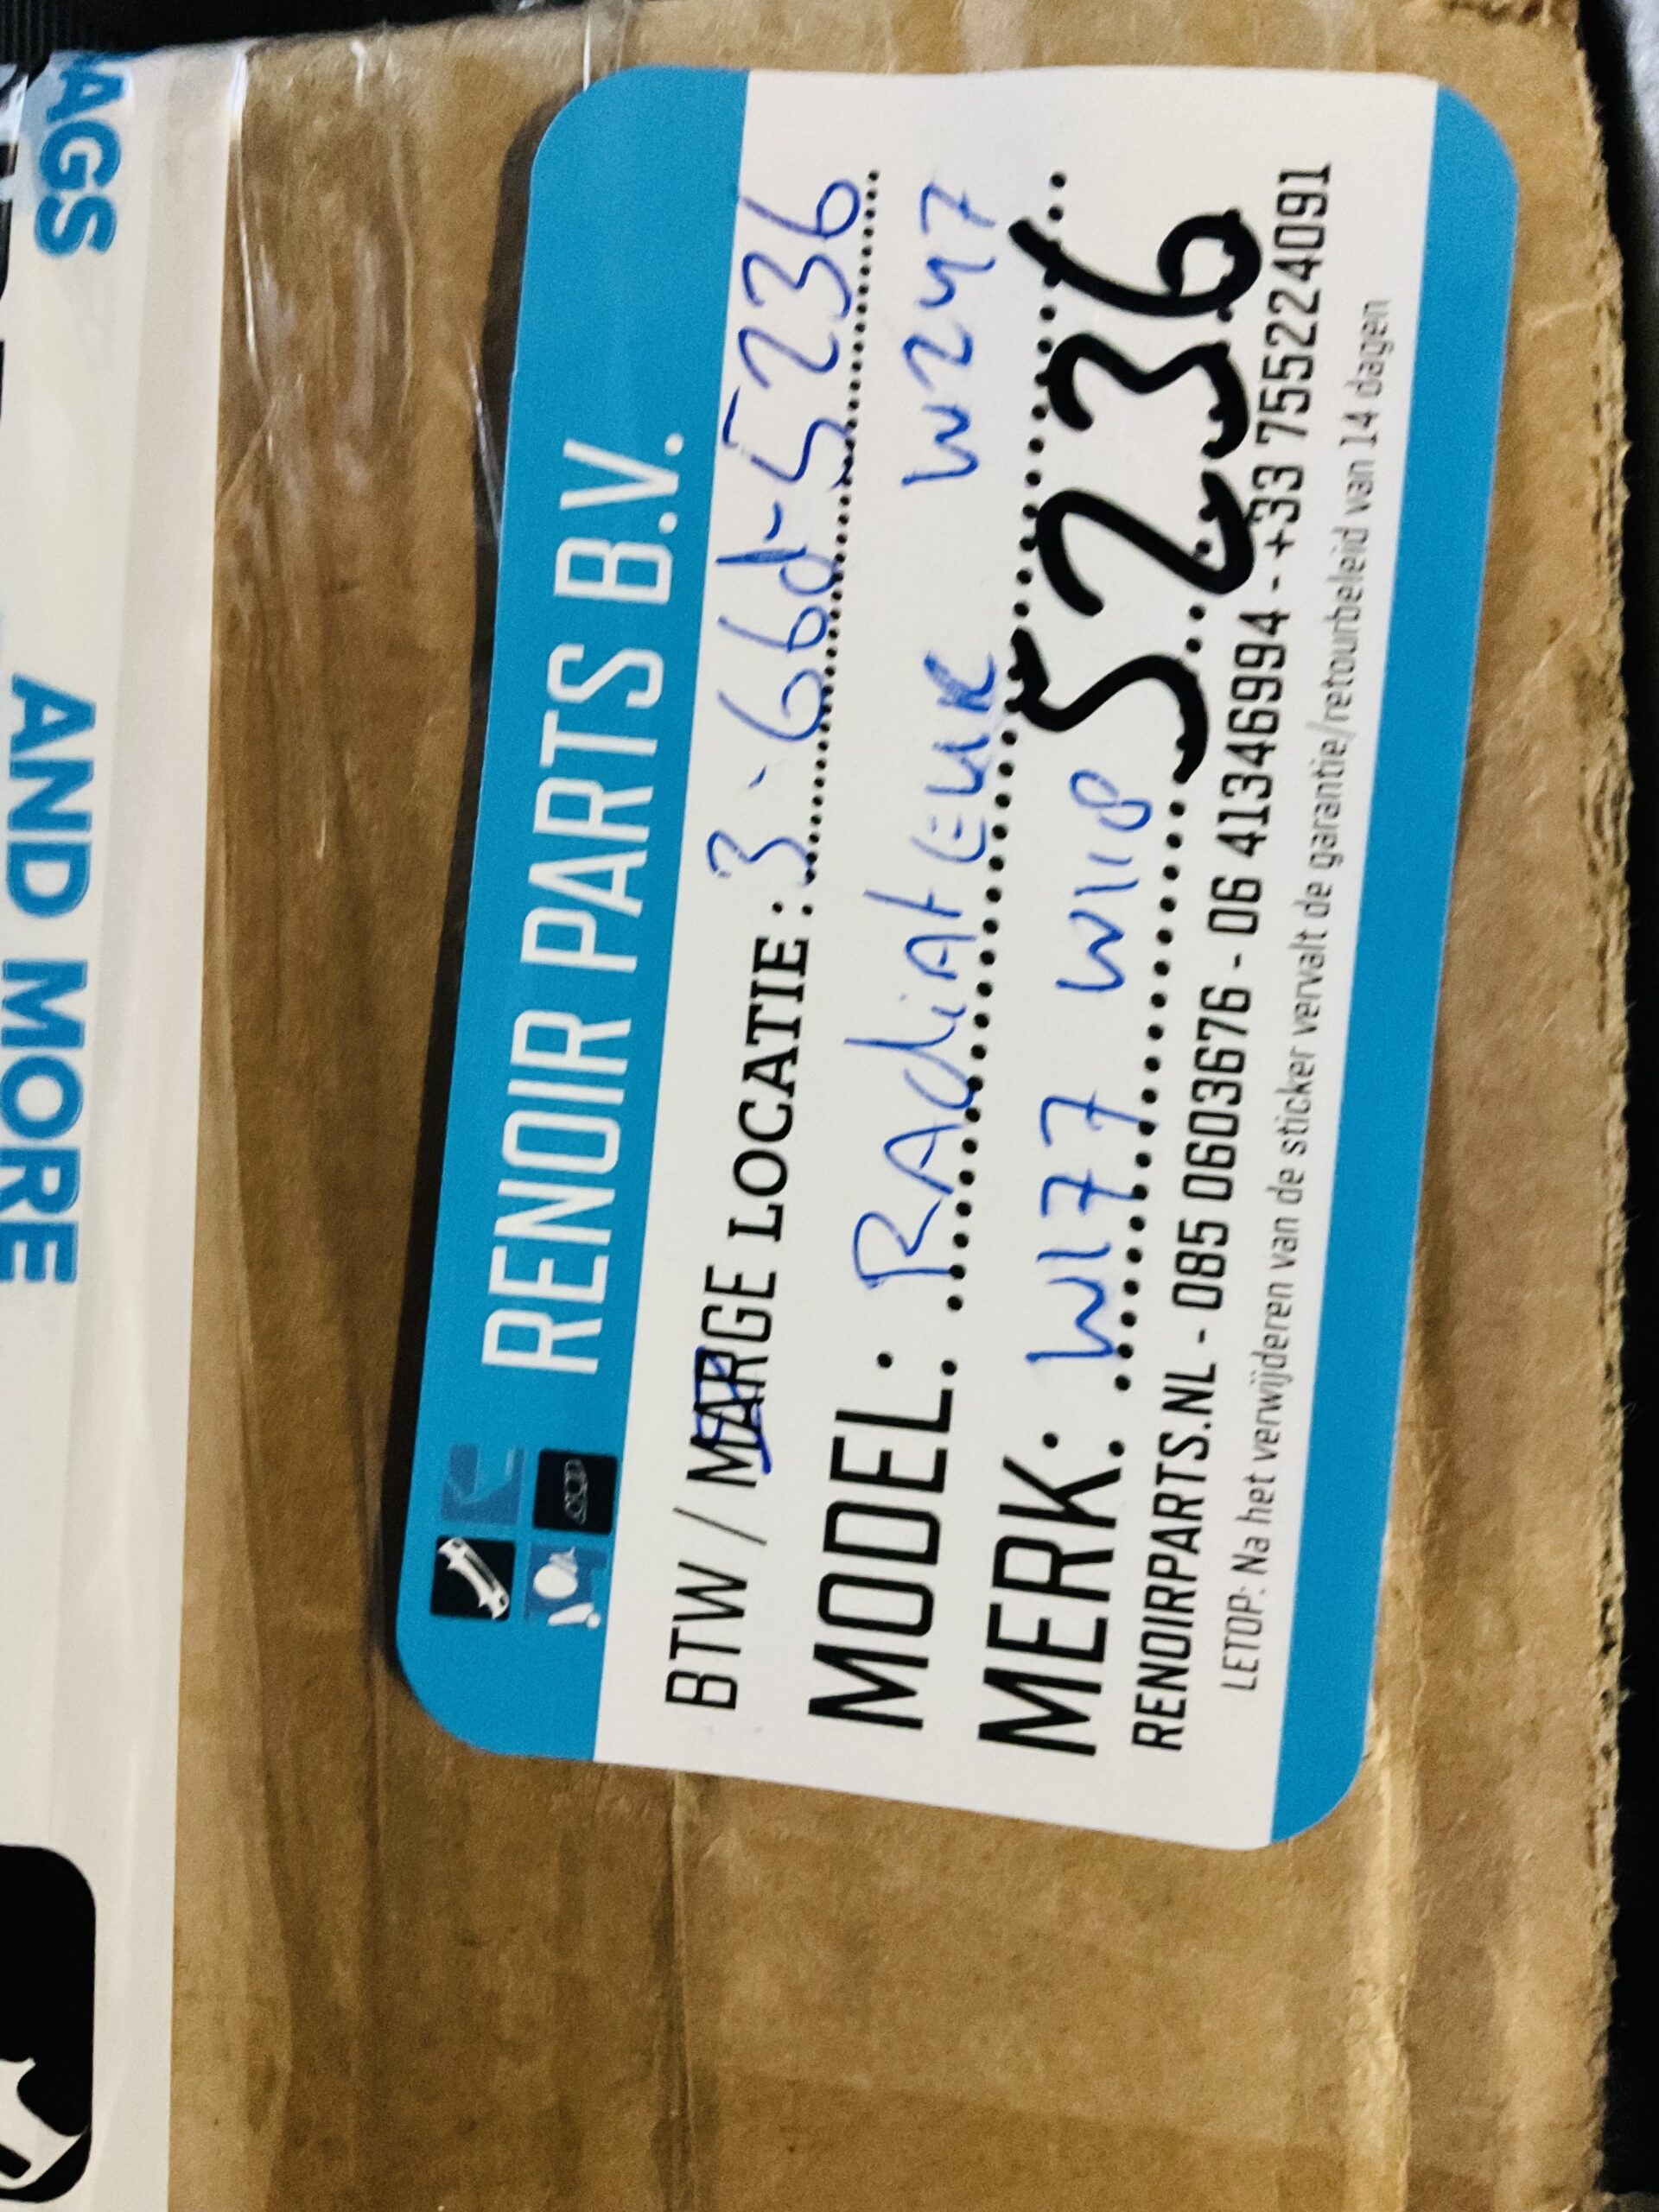 AGS
AND MORE
RENOIR PARTS B.V.
BTW / MARGE LOCATIE: 3-66d-5236
MODEL: RAdiAteur W247
MERK: W177 W118
5236
RENOIRPARTS.NL - 085 0603676 - 06 41346994 - +33 755224091
LETOP: Na het verwijderen van de sticker vervalt de garantie/retourbeleid van 14 dagen